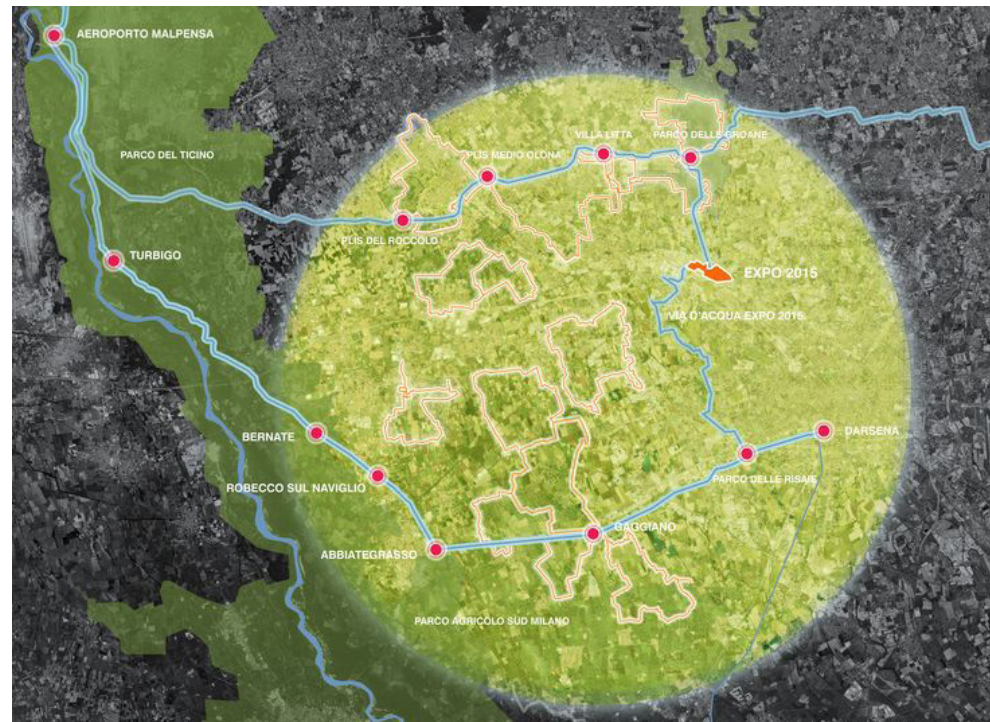 AEROPORTO MALPENSA
VILLA LITTA
PARCO DELLE GROANE
PARCO DEL TICINO
PLIS MEDIO OLONA
PLIS DEL ROCCOLO
TURBIGO
EXPO 2015
VIA D'ACQUA EXPO 2015
DARSENA
BERNATE
PARCO DELLE RISAIE
ROBECCO SUL NAVIGLIO
GAGGIANO
ABBIATEGRASSO
PARCO AGRICOLO SUD MILANO